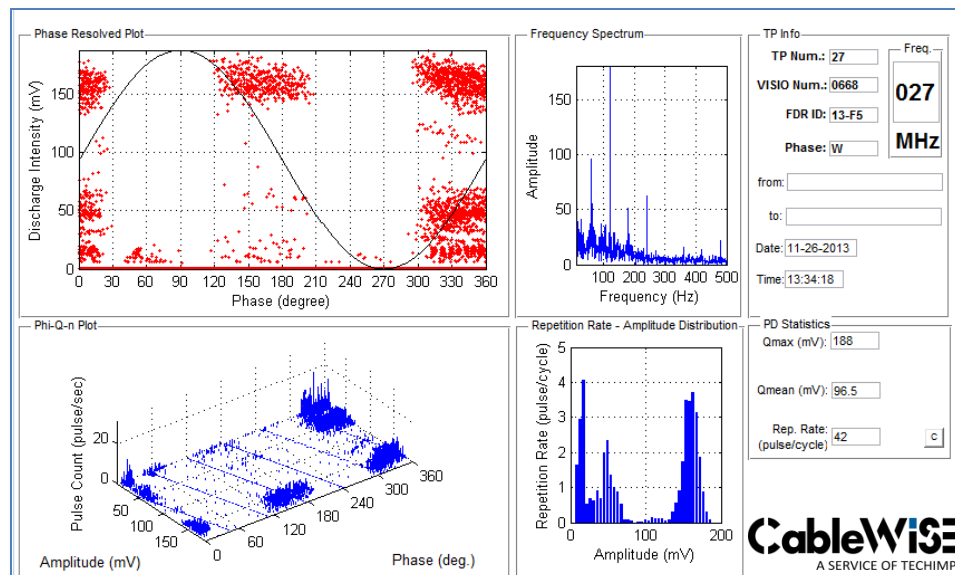 Phase Resolved Plot
Discharge Intensity (mV)
150
100
50
0
0 30 60 90 120 150 180 210 240 270 300 330 360
Phase (degree)
Frequency Spectrum
Amplitude
150
100
50
0
100 200 300 400 500
Frequency (Hz)
TP Info
TP Num.: 27
VISIO Num.: 0668
FDR ID: 13-F5
Phase: W
Freq.
027
MHz
from:
to:
Date: 11-26-2013
Time: 13:34:18
Phi-Q-n Plot
Pulse Count (pulse/sec)
20
0
50
100
150
Amplitude (mV)
0
60
120
180
240
300
360
Phase (deg.)
Repetition Rate - Amplitude Distribution
Repetition Rate (pulse/cycle)
5
4
3
2
1
0
0 100 200
Amplitude (mV)
PD Statistics
Qmax (mV): 188
Qmean (mV): 96.5
Rep. Rate: 42
(pulse/cycle)
C
CableWISE
A SERVICE OF TECHIMP